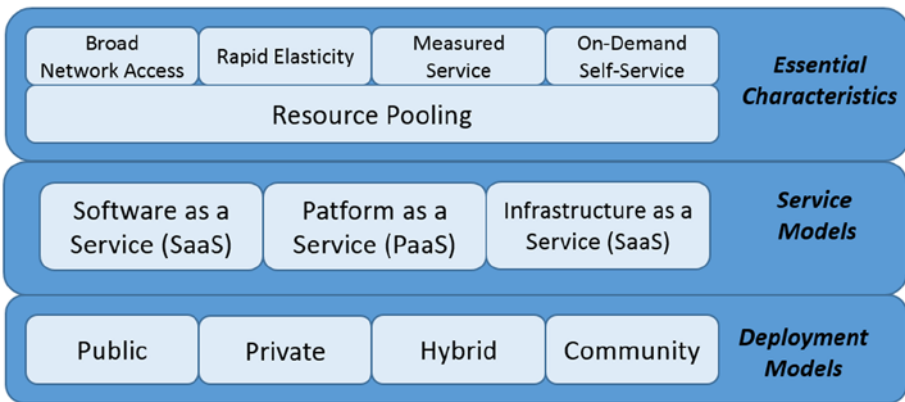 Broad
Network Access
Rapid Elasticity
Measured
Service
On-Demand
Self-Service
Resource Pooling
Essential
Characteristics
Software as a
Service (SaaS)
Patform as a
Service (PaaS)
Infrastructure as a
Service (SaaS)
Service
Models
Public
Private
Hybrid
Community
Deployment
Models